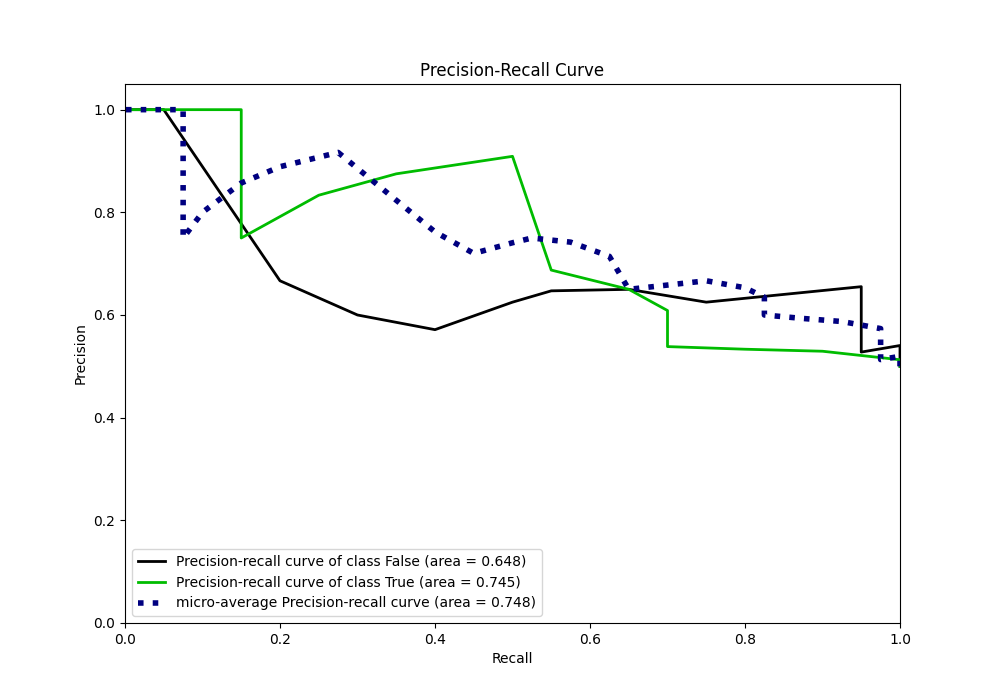 Precision-Recall Curve
1.0
0.8
0.6
0.4
0.2
0.0
Precision
Precision-recall curve of class False (area = 0.648)
Precision-recall curve of class True (area = 0.745)
micro-average Precision-recall curve (area = 0.748)
0.0 0.2 0.4 0.6 0.8 1.0
Recall